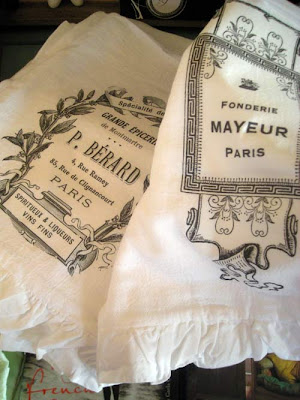 Spécialité de
GRANDE EPICERIE
de Montmartre
P. BÉRARD
4, Rue Ramey
85, Rue de Clignancourt
PARIS
SPIRITUEUX & LIQUEURS
VINS FINS
FONDERIE
MAYEUR
PARIS
french